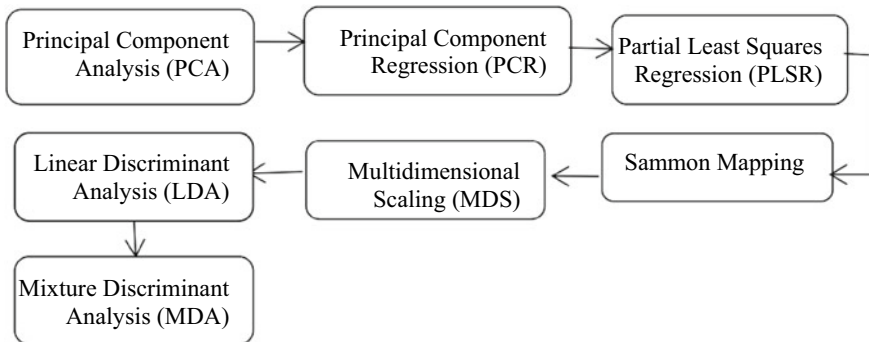 Principal Component
Analysis (PCA)
Principal Component
Regression (PCR)
Partial Least Squares
Regression (PLSR)
Sammon Mapping
Multidimensional
Scaling (MDS)
Linear Discriminant
Analysis (LDA)
Mixture Discriminant
Analysis (MDA)